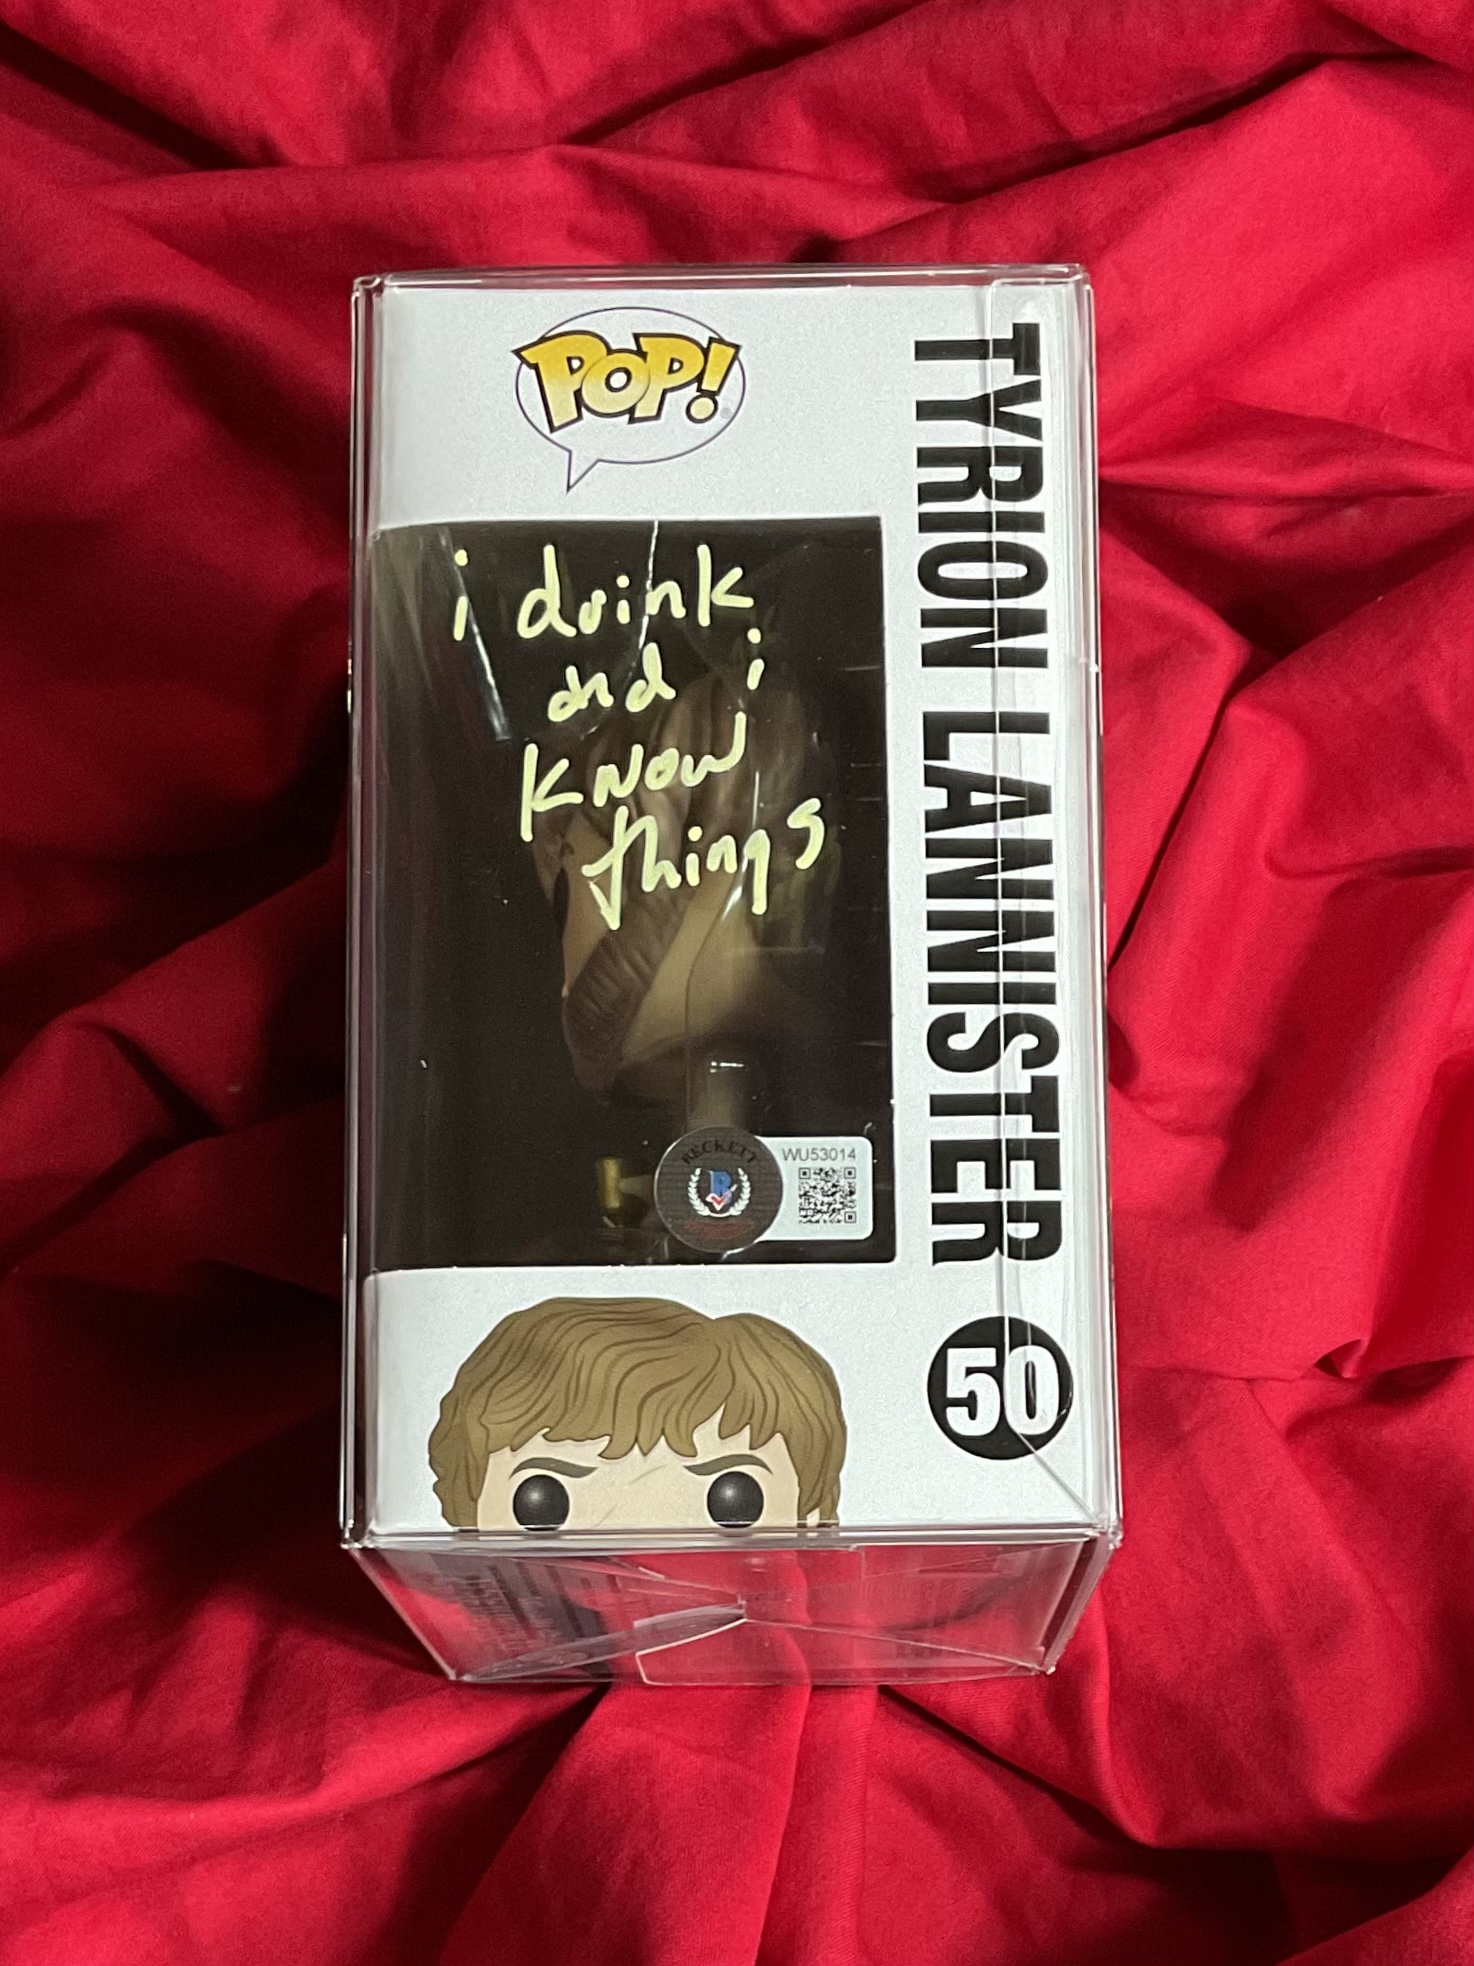 POP!
i drink
and i
know
things
TYRION LANNISTER
50
BECKETT
WU53014